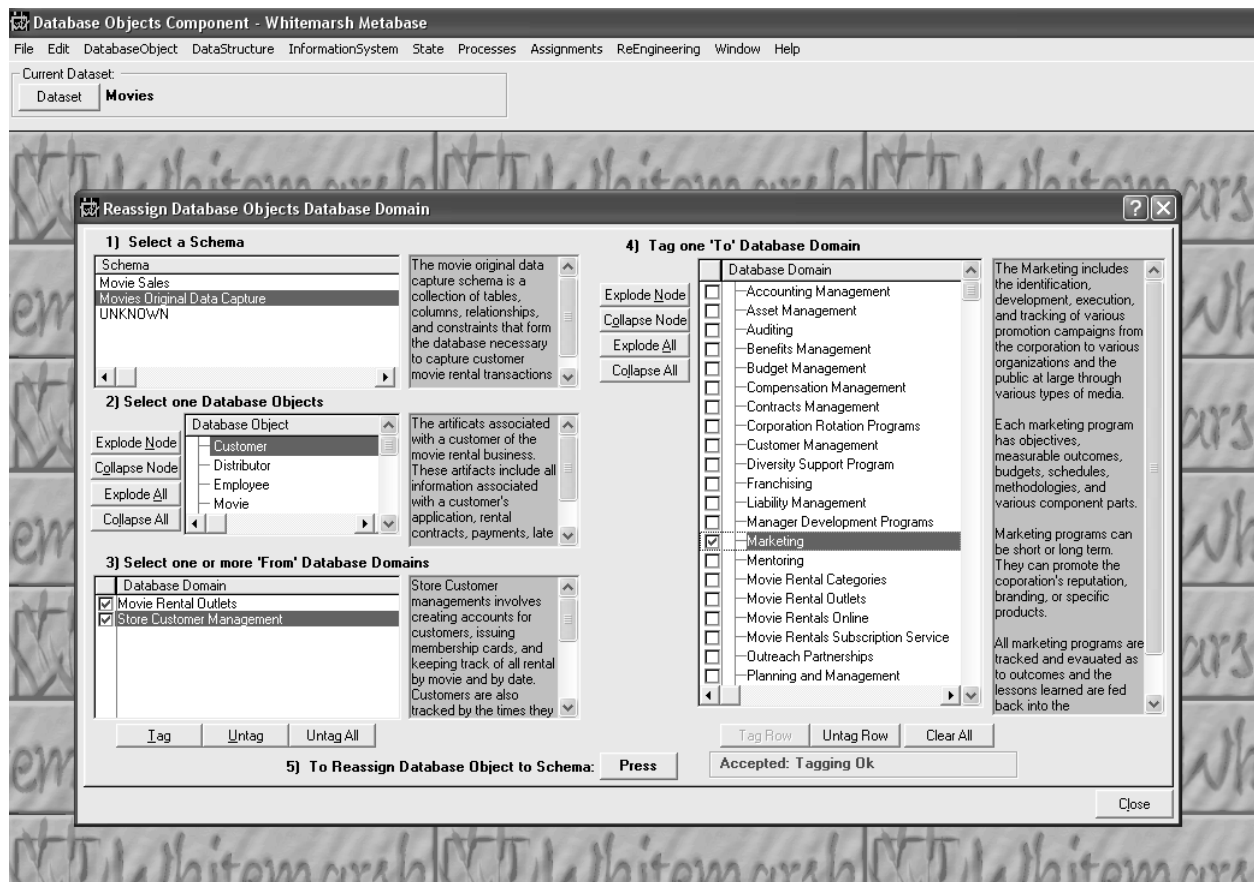 Database Objects Component - Whitemarsh Metabase
File Edit DatabaseObject DataStructure InformationSystem State Processes Assignments ReEngineering Window Help
Current Dataset:
Dataset Movies
Reassign Database Objects Database Domain
1) Select a Schema
Schema
Movie Sales
Movies Original Data Capture
UNKNOWN
The movie original data
capture schema is a
collection of tables,
columns, relationships,
and constraints that form
the database necessary
to capture customer
movie rental transactions
2) Select one Database Objects
Explode Node
Collapse Node
Explode All
Collapse All
Database Object
Customer
Distributor
Employee
Movie
The artificats associated
with a customer of the
movie rental business.
These artifacts include all
information associated
with a customer's
application, rental
contracts, payments, late
3) Select one or more 'From' Database Domains
Database Domain
Movie Rental Outlets
Store Customer Management
Store Customer
managements involves
creating accounts for
customers, issuing
membership cards, and
keeping track of all rental
by movie and by date.
Customers are also
tracked by the times they
Tag Untag Untag All
4) Tag one 'To' Database Domain
Explode Node
Collapse Node
Explode All
Collapse All
Database Domain
Accounting Management
Asset Management
Auditing
Benefits Management
Budget Management
Compensation Management
Contracts Management
Corporation Rotation Programs
Customer Management
Diversity Support Program
Franchising
Liability Management
Manager Development Programs
Marketing
Mentoring
Movie Rental Categories
Movie Rental Outlets
Movie Rentals Online
Movie Rentals Subscription Service
Outreach Partnerships
Planning and Management
The Marketing includes
the identification,
development, execution,
and tracking of various
promotion campaigns from
the corporation to various
organizations and the
public at large through
various types of media.
Each marketing program
has objectives,
measurable outcomes,
budgets, schedules,
methodologies, and
various component parts.
Marketing programs can
be short or long term.
They can promote the
coporation's reputation,
branding, or specific
products.
All marketing programs are
tracked and evauated as
to outcomes and the
lessons learned are fed
back into the
Tag Row Untag Row Clear All
5) To Reassign Database Object to Schema: Press
Accepted: Tagging Ok
Close